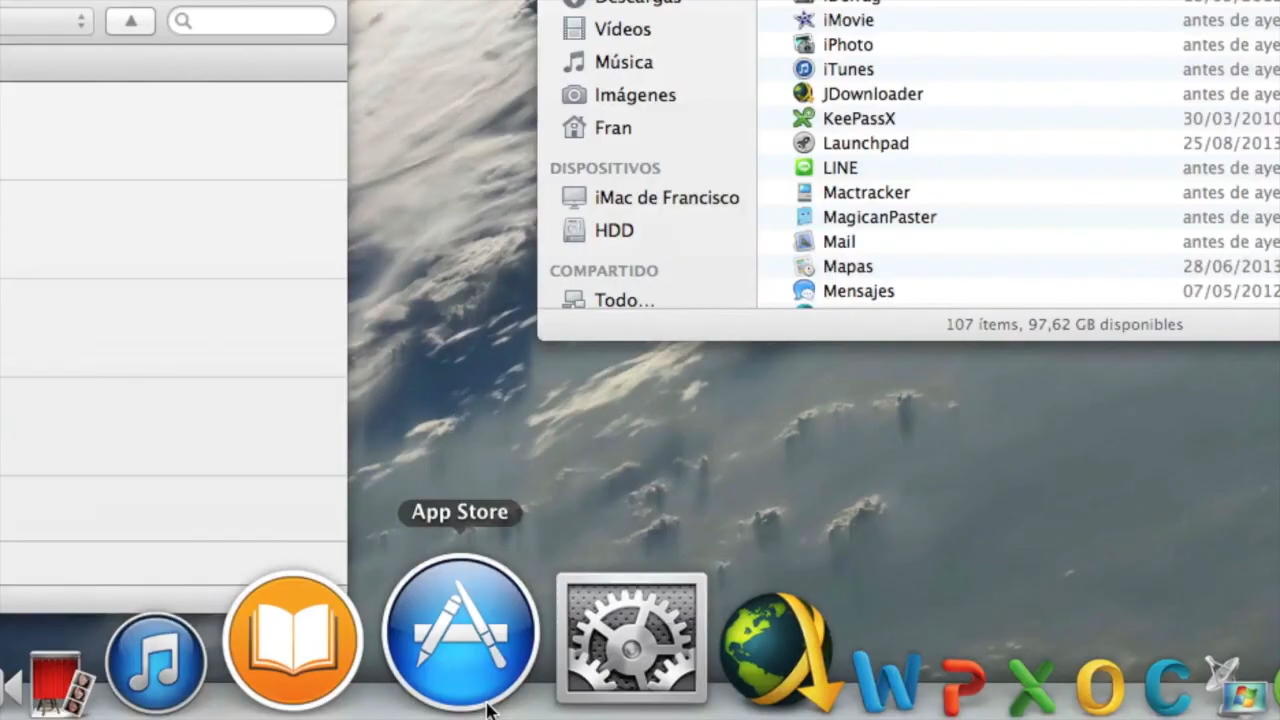 Vídeos
Música
Imágenes
Fran
DISPOSITIVOS
iMac de Francisco
HDD
COMPARTIDO
Todo...
iMovie antes de aye
iPhoto antes de aye
iTunes antes de aye
JDownloader antes de aye
KeePassX 30/03/2010
Launchpad 25/08/2013
LINE antes de aye
Mactracker antes de aye
MagicanPaster antes de aye
Mail antes de aye
Mapas 28/06/2013
Mensajes 07/05/2012
107 ítems, 97,62 GB disponibles
App Store
W P X O C